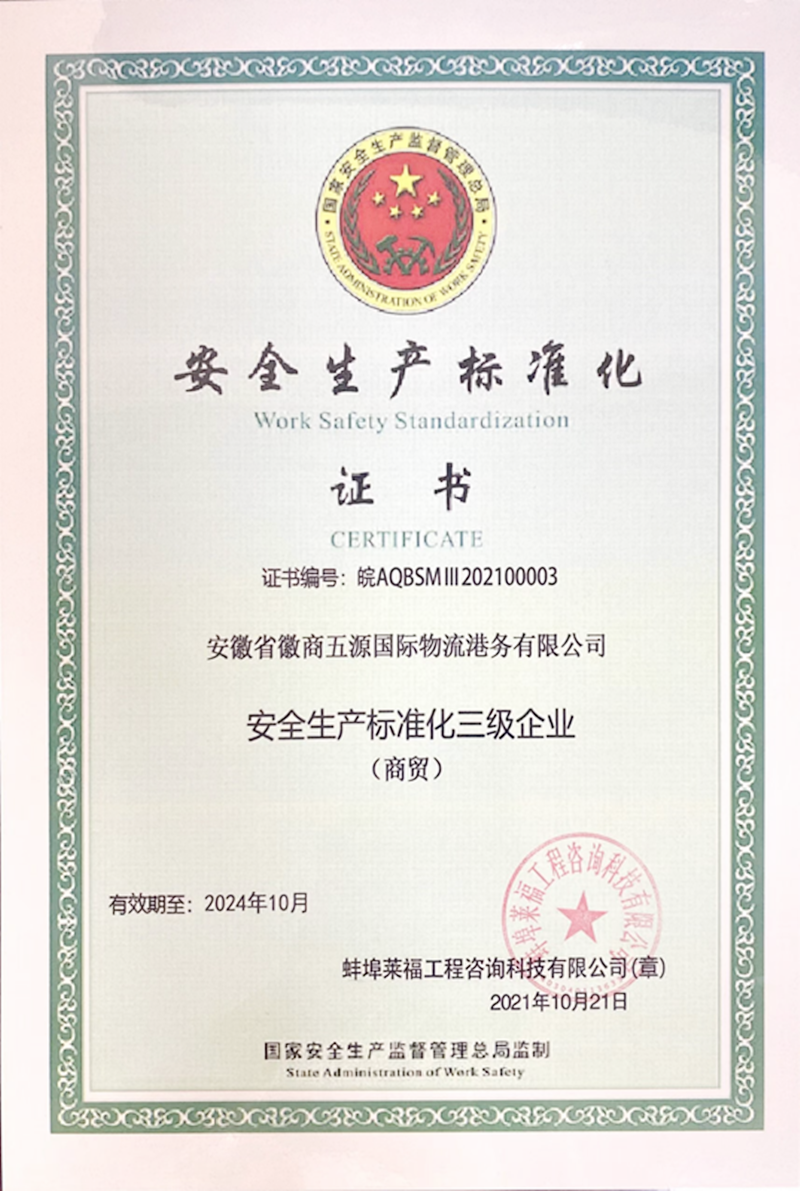 国家安全生产监督管理总局
STATE ADMINISTRATION OF WORK SAFETY
安全生产标准化
Work Safety Standardization
证书
CERTIFICATE
证书编号：皖AQBSMⅢ202100003
安徽省徽商五源国际物流港务有限公司
安全生产标准化三级企业
（商贸）
有效期至：2024年10月
蚌埠莱福工程咨询科技有限公司
蚌埠莱福工程咨询科技有限公司(章)
2021年10月21日
国家安全生产监督管理总局监制
State Administration of Work Safety